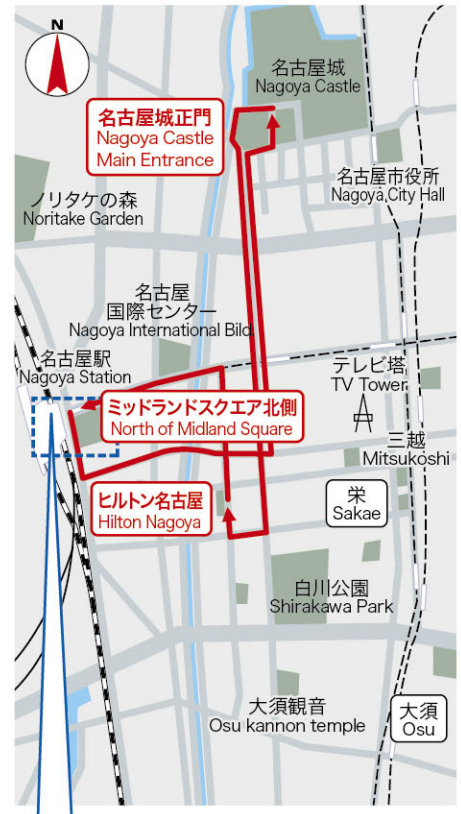 N
名古屋城
Nagoya Castle
名古屋城正門
Nagoya Castle
Main Entrance
名古屋市役所
Nagoya City Hall
ノリタケの森
Noritake Garden
名古屋
国際センター
Nagoya International Bild.
名古屋駅
Nagoya Station
テレビ塔
TV Tower
ミッドランドスクエア北側
North of Midland Square
三越
Mitsukoshi
ヒルトン名古屋
Hilton Nagoya
栄
Sakae
白川公園
Shirakawa Park
大須観音
Osu kannon temple
大須
Osu